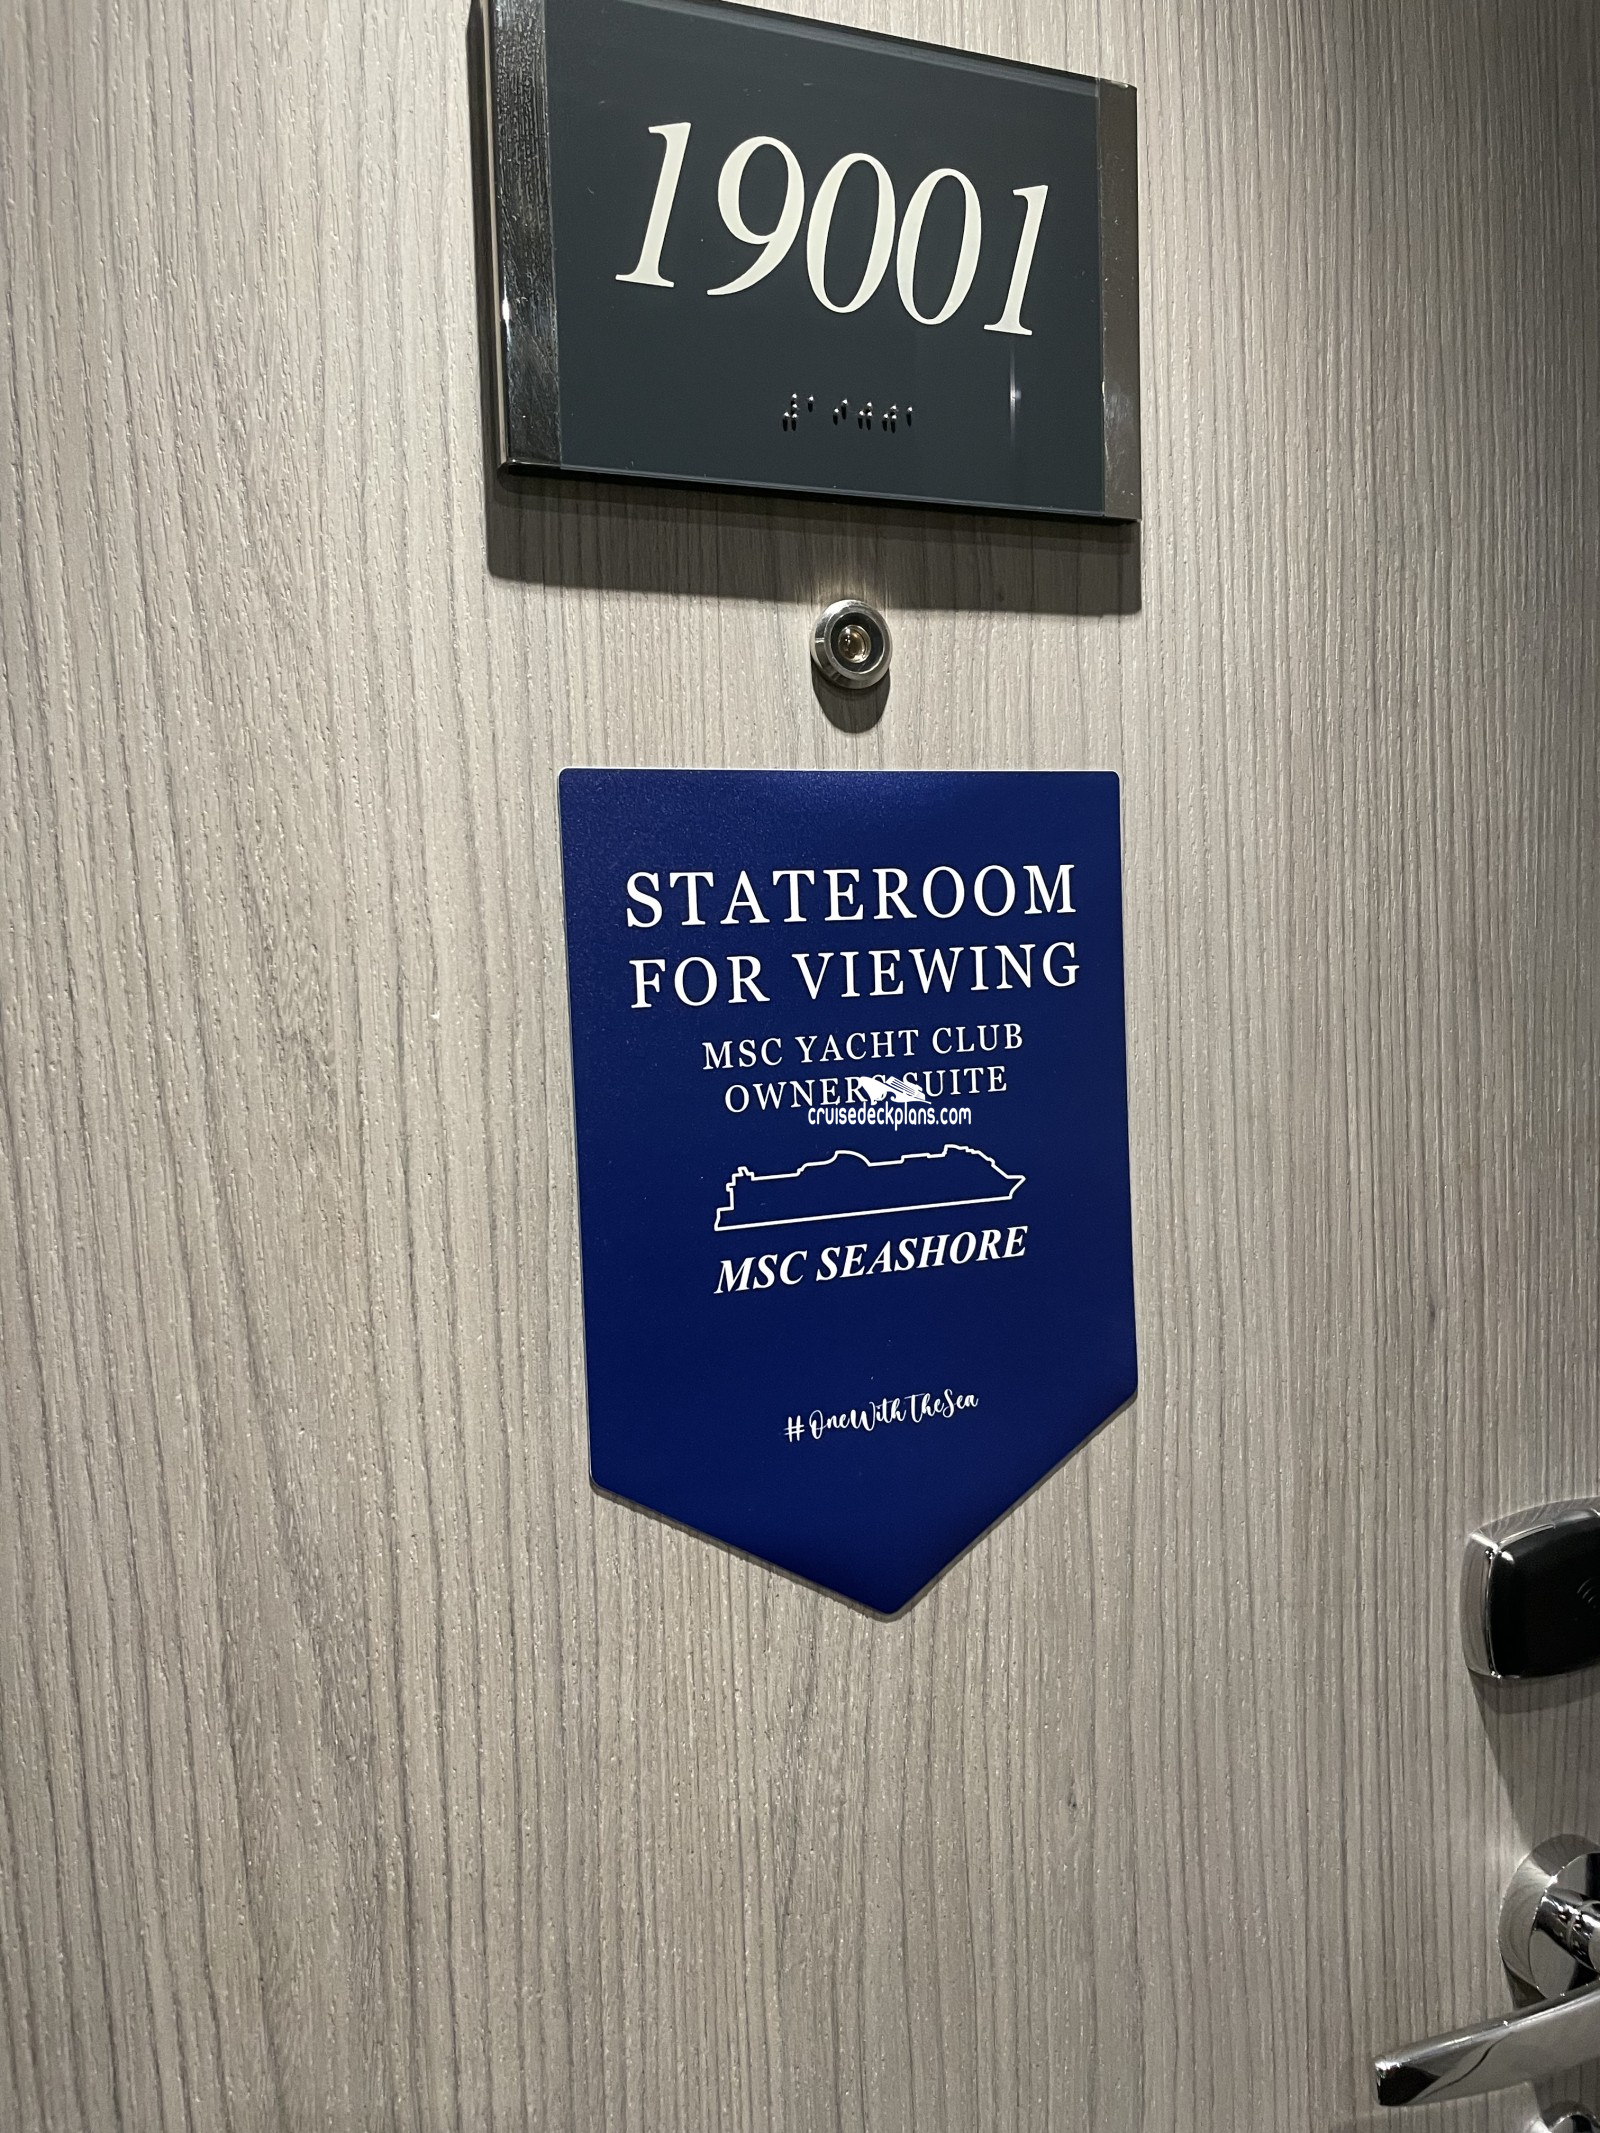 19001
STATEROOM
FOR VIEWING
MSC YACHT CLUB
OWNERS SUITE
cruisedeckplans.com
MSC SEASHORE
#OneWithTheSea